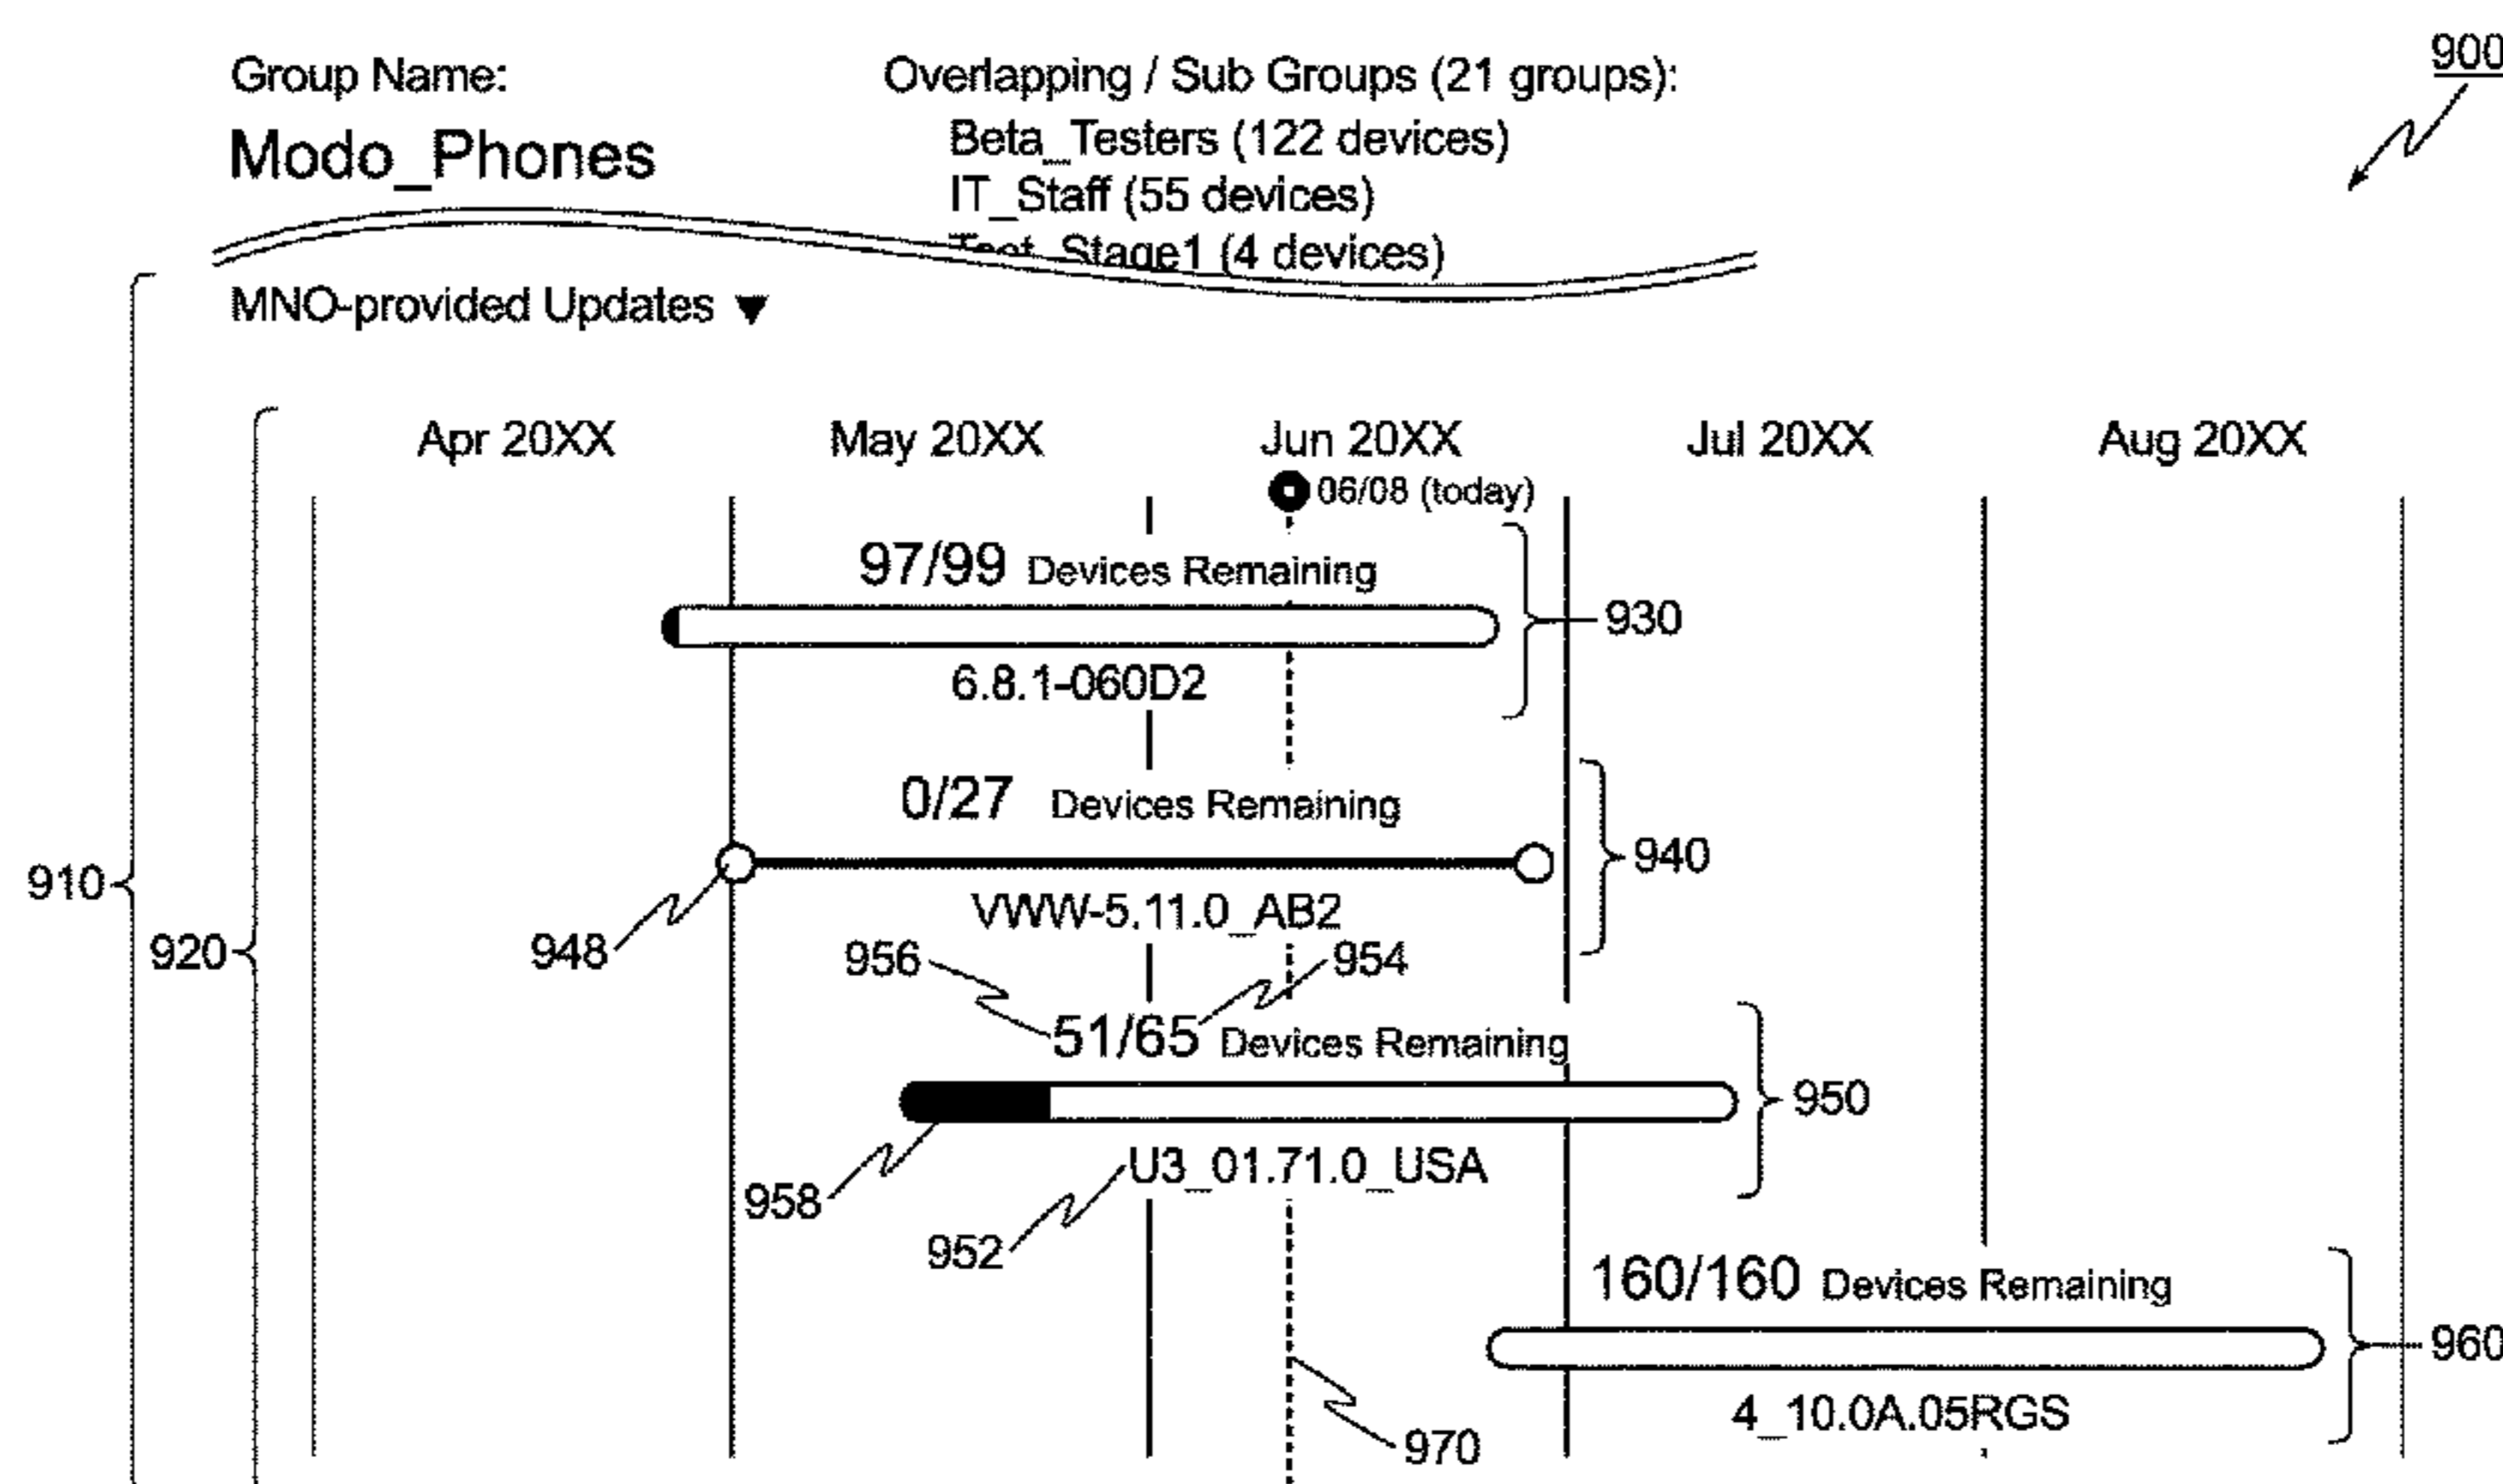 900
Group Name:
Overlapping / Sub Groups (21 groups):
Modo_Phones
Beta_Testers (122 devices)
IT_Staff (55 devices)
Test_Stage1 (4 devices)
MNO-provided Updates ▼
Apr 20XX May 20XX Jun 20XX Jul 20XX Aug 20XX
06/08 (today)
97/99 Devices Remaining
930
6.8.1-060D2
0/27 Devices Remaining
940
910
VWW-5.11.0_AB2
920
948
956
954
51/65 Devices Remaining
950
U3_01.71.0_USA
958
952
160/160 Devices Remaining
960
4_10.0A.05RGS
970